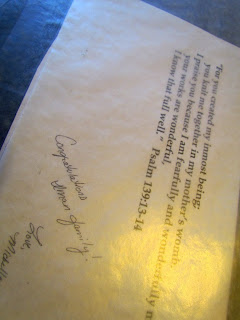 "For you created my inmost being;
you knit me together in my mother's womb.
I praise you because I am fearfully and wonderfully m
your works are wonderful,
I know that full well." Psalm 139:13-14
Congratulations
family!
Love